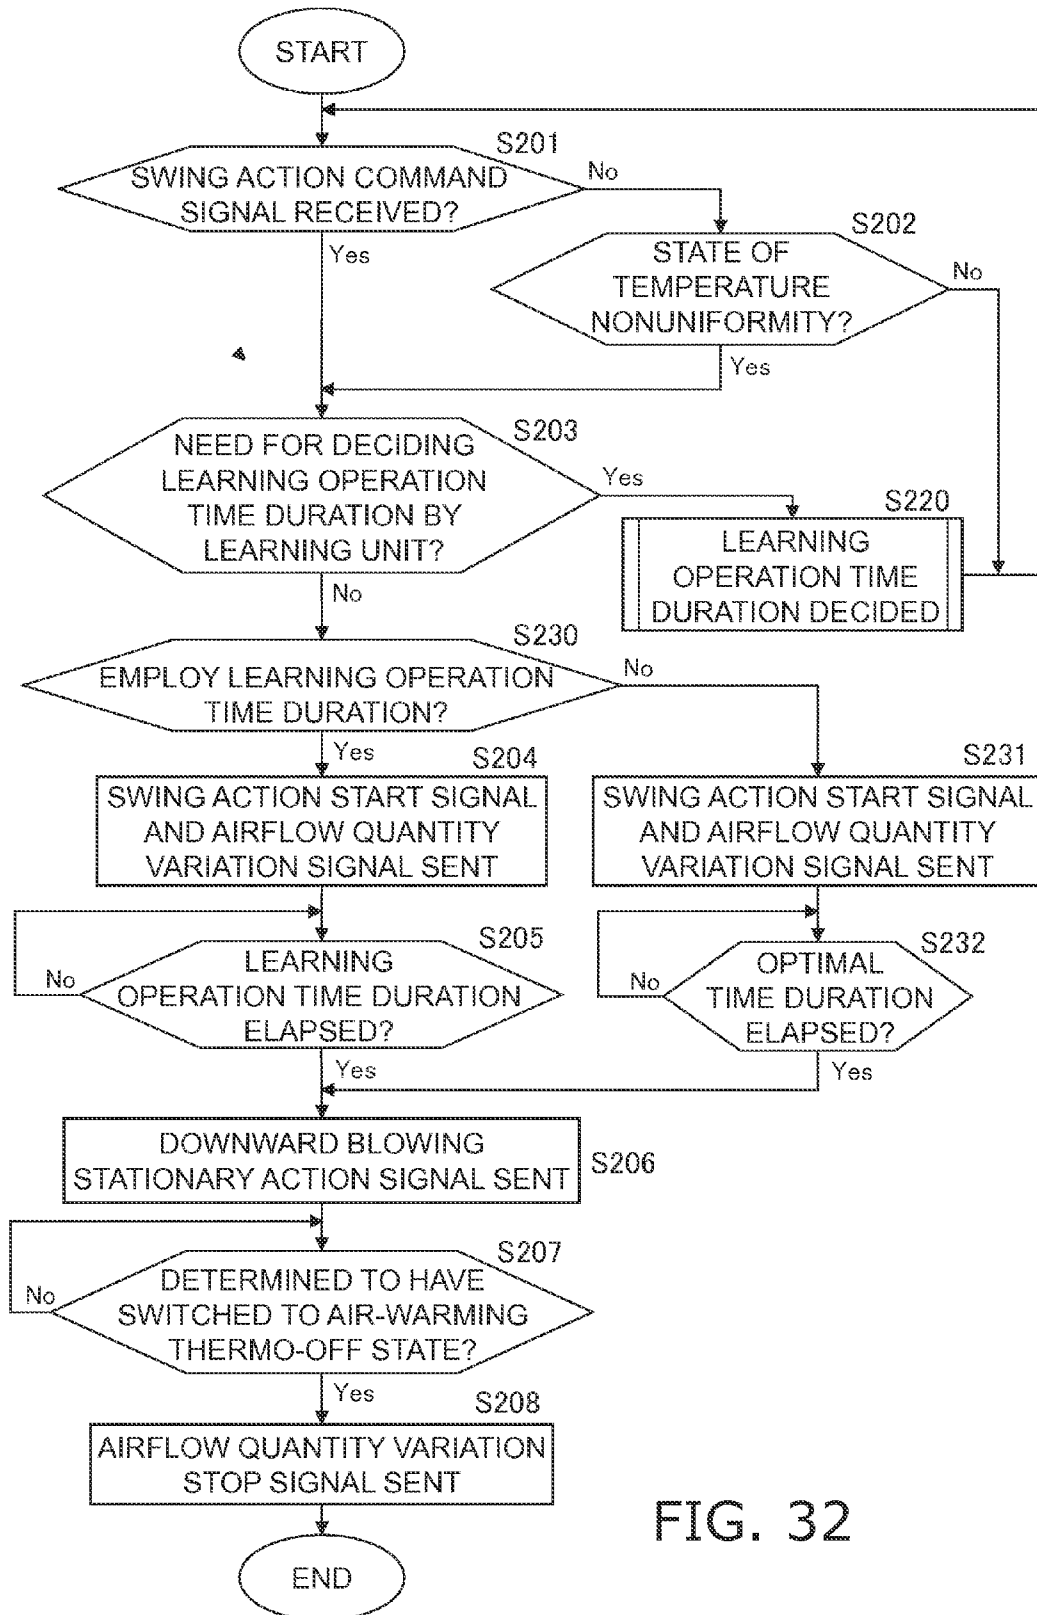 START
S201
SWING ACTION COMMAND
SIGNAL RECEIVED?
No
Yes
S202
STATE OF
TEMPERATURE
NONUNIFORMITY?
No
Yes
S203
NEED FOR DECIDING
LEARNING OPERATION
TIME DURATION BY
LEARNING UNIT?
Yes
No
S220
LEARNING
OPERATION TIME
DURATION DECIDED
S230
EMPLOY LEARNING OPERATION
TIME DURATION?
No
Yes
S204
SWING ACTION START SIGNAL
AND AIRFLOW QUANTITY
VARIATION SIGNAL SENT
S231
SWING ACTION START SIGNAL
AND AIRFLOW QUANTITY
VARIATION SIGNAL SENT
S205
LEARNING
OPERATION TIME DURATION
ELAPSED?
No
Yes
S232
OPTIMAL
TIME DURATION
ELAPSED?
No
Yes
DOWNWARD BLOWING
STATIONARY ACTION SIGNAL SENT
S206
S207
DETERMINED TO HAVE
SWITCHED TO AIR-WARMING
THERMO-OFF STATE?
No
Yes
S208
AIRFLOW QUANTITY VARIATION
STOP SIGNAL SENT
END
FIG. 32